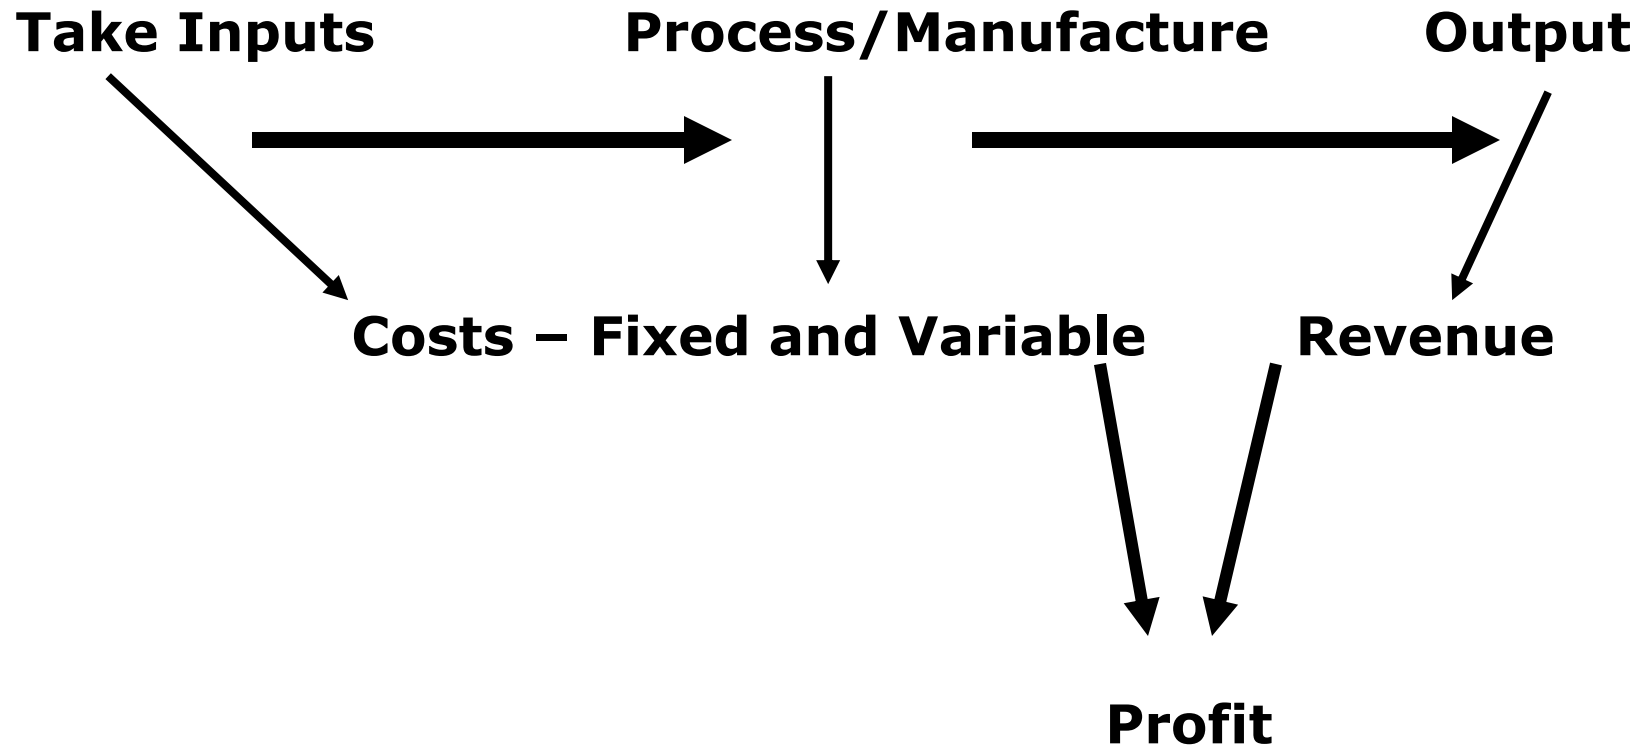 Take Inputs Process/Manufacture Output
Costs – Fixed and Variable Revenue
Profit